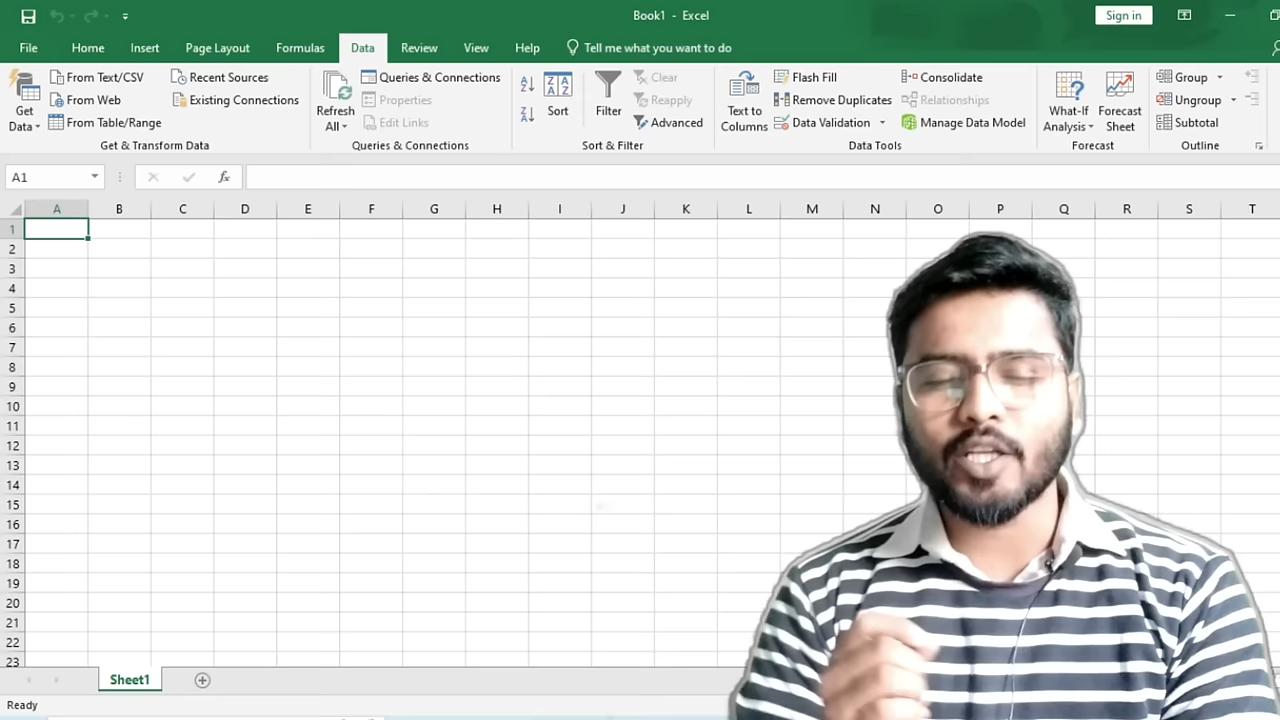 Book1 - Excel
Sign in
File Home Insert Page Layout Formulas Data Review View Help Tell me what you want to do
Get Data
From Text/CSV
From Web
From Table/Range
Recent Sources
Existing Connections
Get & Transform Data
Refresh All
Queries & Connections
Properties
Edit Links
Queries & Connections
Sort
Filter
Clear
Reapply
Advanced
Sort & Filter
Text to Columns
Flash Fill
Remove Duplicates
Data Validation
Consolidate
Relationships
Manage Data Model
Data Tools
What-If Analysis
Forecast Sheet
Forecast
Group
Ungroup
Subtotal
Outline
A1
fx
A B C D E F G H I J K L M N O P Q R S T
1
2
3
4
5
6
7
8
9
10
11
12
13
14
15
16
17
18
19
20
21
22
23
Sheet1
Ready